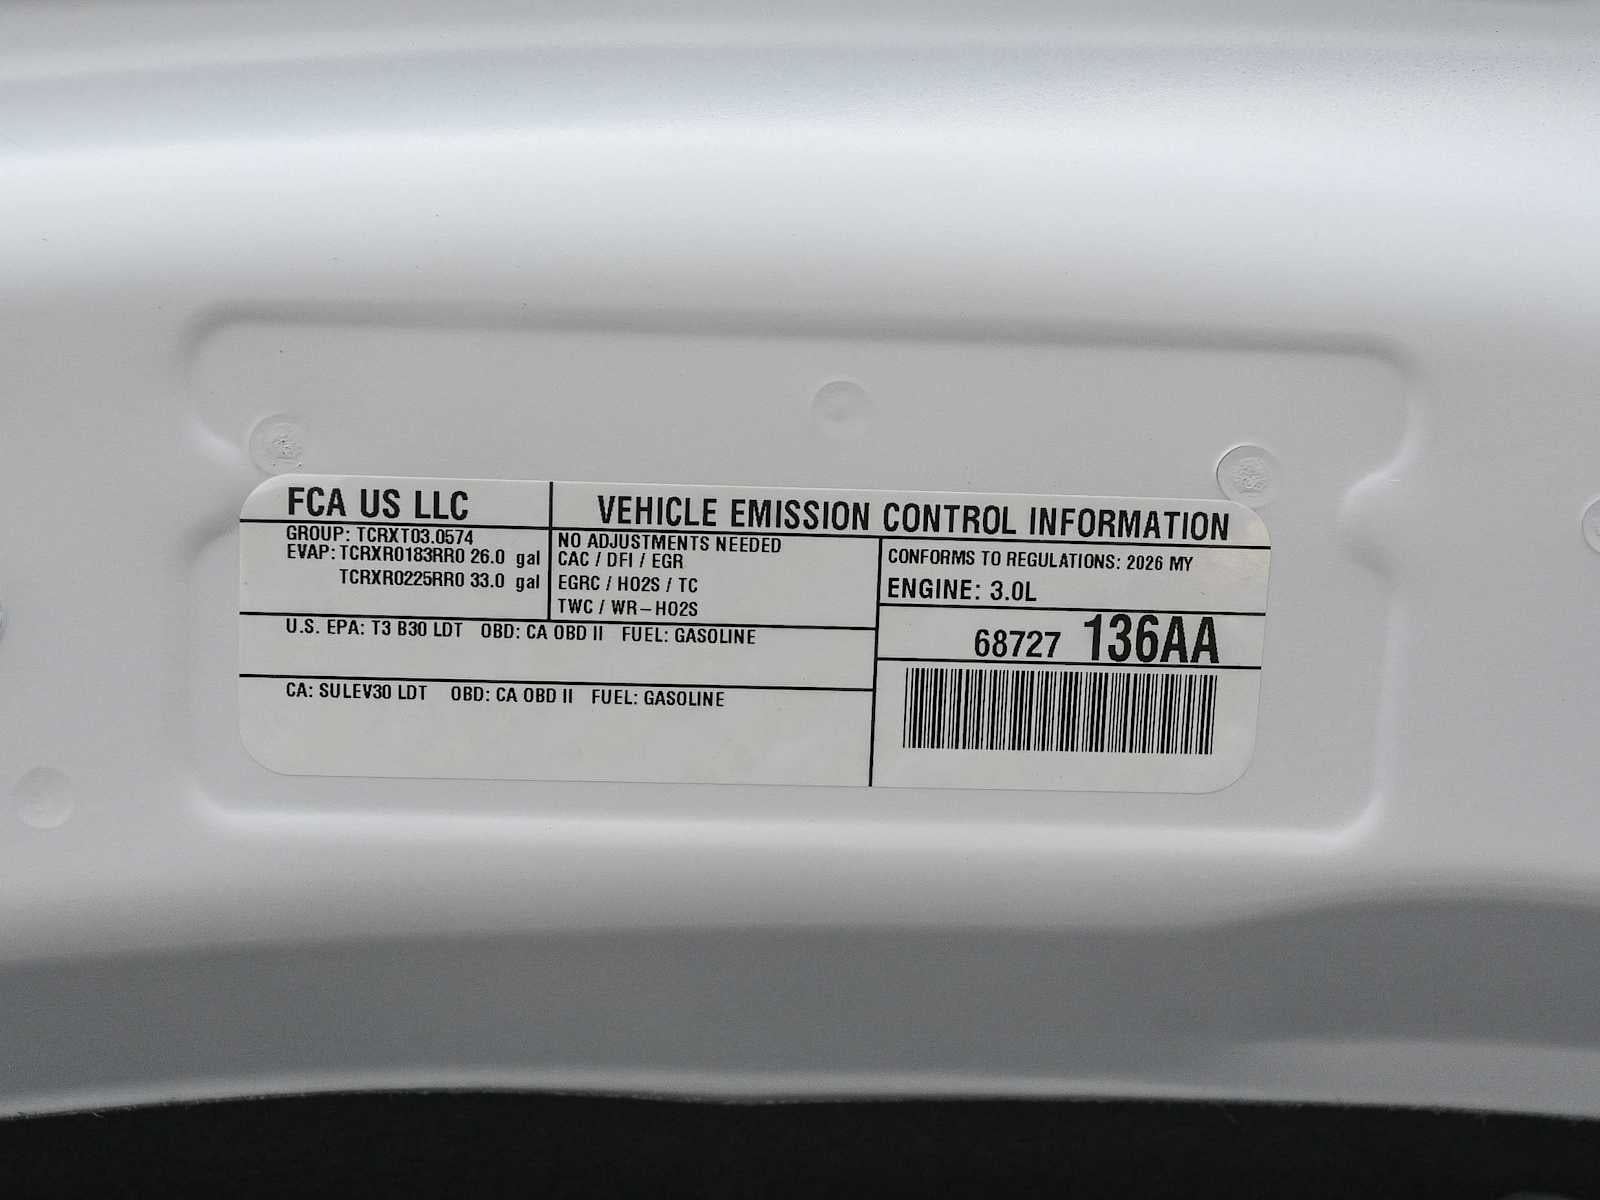 FCA US LLC
VEHICLE EMISSION CONTROL INFORMATION
GROUP: TCRXT03.0574
EVAP: TCRXR0183RR0 26.0 gal
TCRXR0225RR0 33.0 gal
NO ADJUSTMENTS NEEDED
CAC / DFI / EGR
EGRC / HO2S / TC
TWC / WR-HO2S
CONFORMS TO REGULATIONS: 2026 MY
ENGINE: 3.0L
U.S. EPA: T3 B30 LDT OBD: CA OBD II FUEL: GASOLINE
68727 136AA
CA: SULEV30 LDT OBD: CA OBD II FUEL: GASOLINE